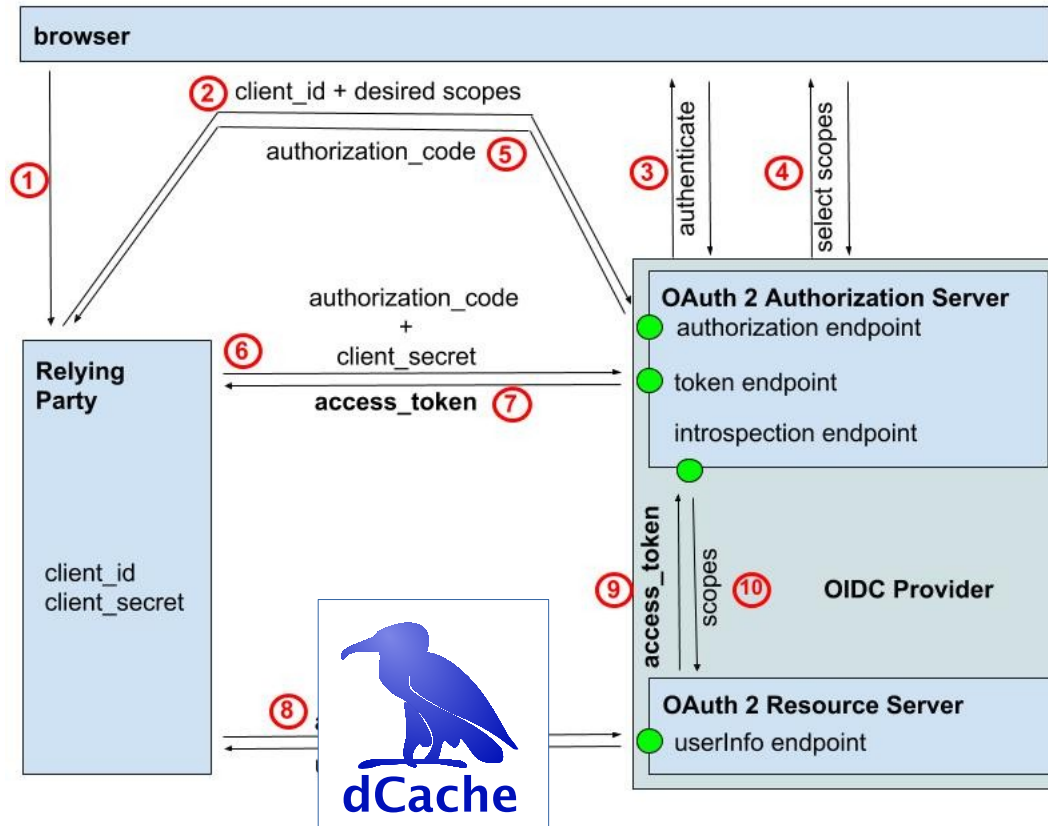 browser
2
client_id + desired scopes
authorization_code
5
1
3
authenticate
4
select scopes
OAuth 2 Authorization Server
authorization endpoint
authorization_code
+
client_secret
6
access_token
7
token endpoint
introspection endpoint
Relying
Party
client_id
client_secret
9
access_token
scopes
10
OIDC Provider
8
OAuth 2 Resource Server
userInfo endpoint
dCache